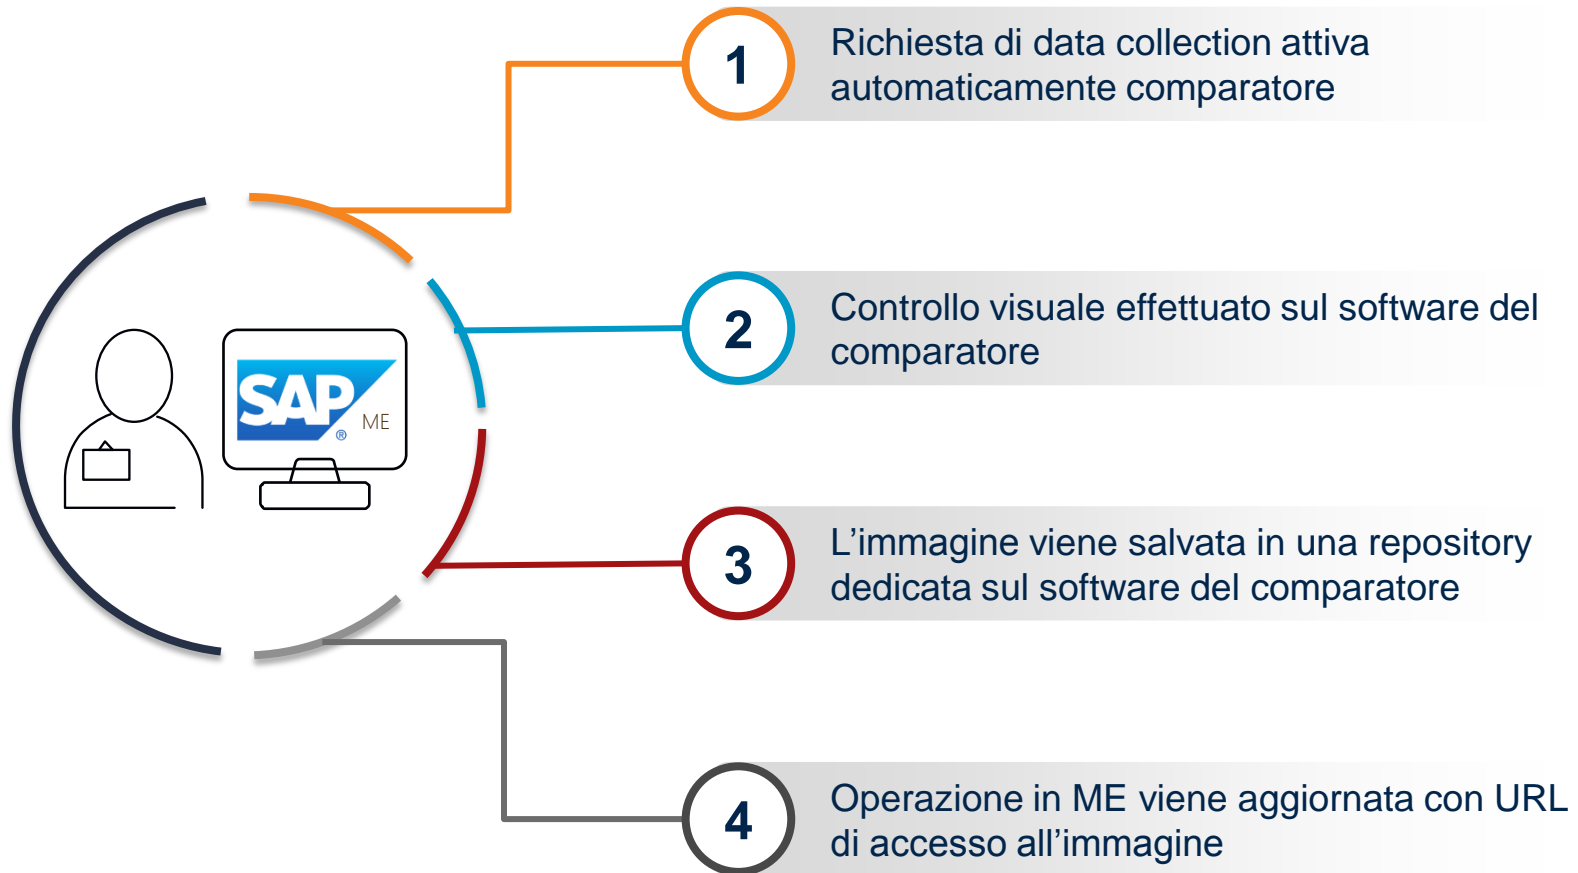 1
Richiesta di data collection attiva
automaticamente comparatore
2
Controllo visuale effettuato sul software del
comparatore
SAP
®
ME
3
L’immagine viene salvata in una repository
dedicata sul software del comparatore
4
Operazione in ME viene aggiornata con URL
di accesso all’immagine